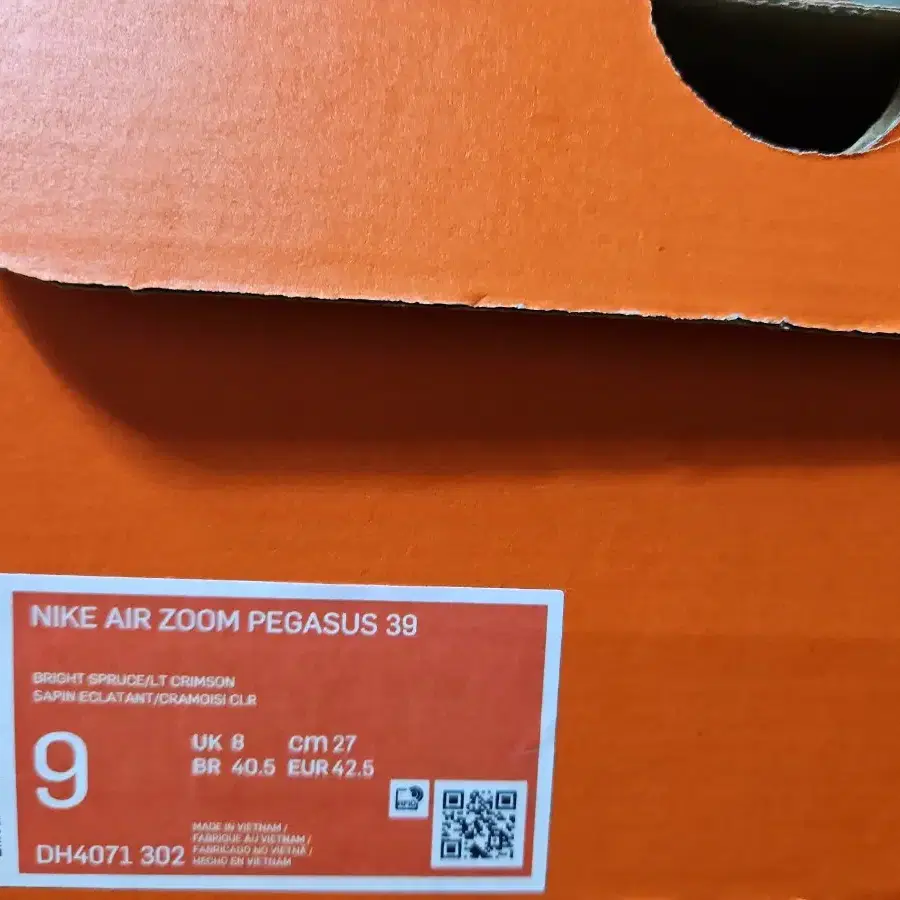 NIKE AIR ZOOM PEGASUS 39
BRIGHT SPRUCE/LT CRIMSON
SAPIN ECLATANT/CRAMOISI CLR
9
UK 8 cm 27
BR 40.5 EUR 42.5
DH4071 302
MADE IN VIETNAM /
FABRIQUE AU VIETNAM /
FABRICADO NO VIETNÃ /
HECHO EN VIETNAM